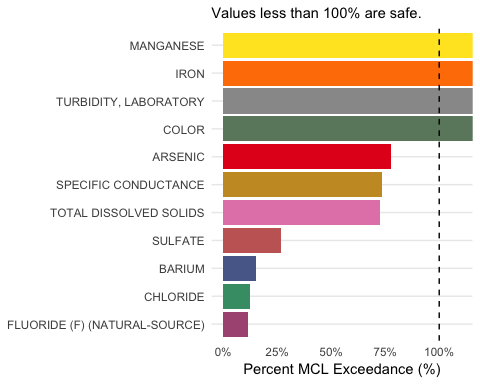 Values less than 100% are safe.
MANGANESE
IRON
TURBIDITY, LABORATORY
COLOR
ARSENIC
SPECIFIC CONDUCTANCE
TOTAL DISSOLVED SOLIDS
SULFATE
BARIUM
CHLORIDE
FLUORIDE (F) (NATURAL-SOURCE)
0% 25% 50% 75% 100%
Percent MCL Exceedance (%)